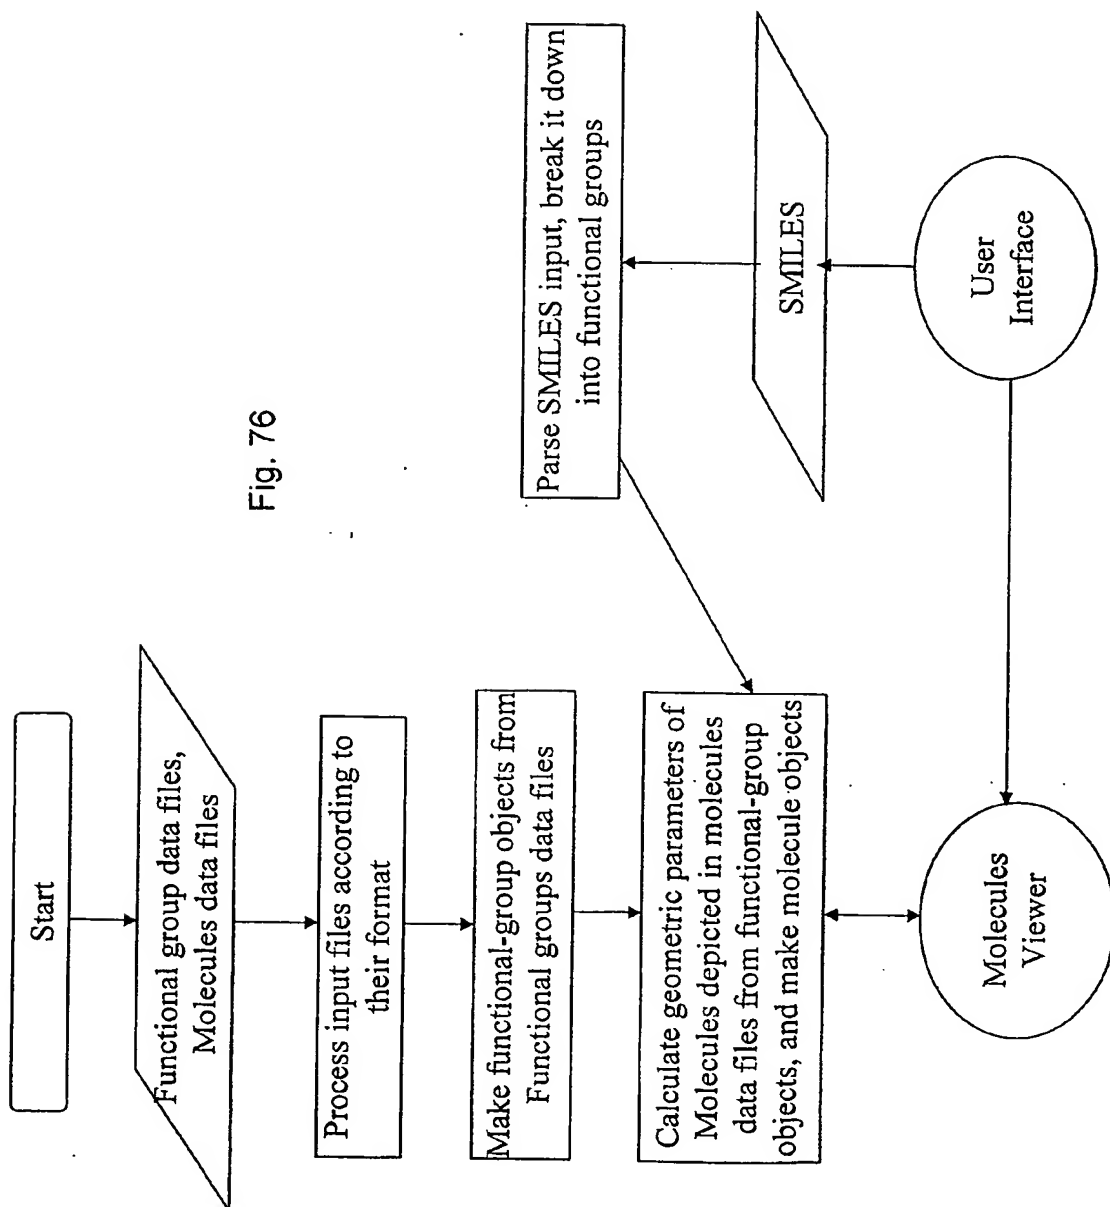 Start
Functional group data files,
Molecules data files
Process input files according to
their format
Make functional-group objects from
Functional groups data files
Calculate geometric parameters of
Molecules depicted in molecules
data files from functional-group
objects, and make molecule objects
Molecules
Viewer
Fig. 76
Parse SMILES input, break it down
into functional groups
SMILES
User
Interface